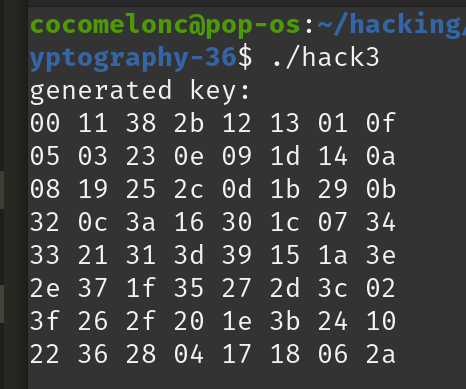 cocomelonc@pop-os:~/hacking/
yptography-36$ ./hack3
generated key:
00 11 38 2b 12 13 01 0f
05 03 23 0e 09 1d 14 0a
08 19 25 2c 0d 1b 29 0b
32 0c 3a 16 30 1c 07 34
33 21 31 3d 39 15 1a 3e
2e 37 1f 35 27 2d 3c 02
3f 26 2f 20 1e 3b 24 10
22 36 28 04 17 18 06 2a